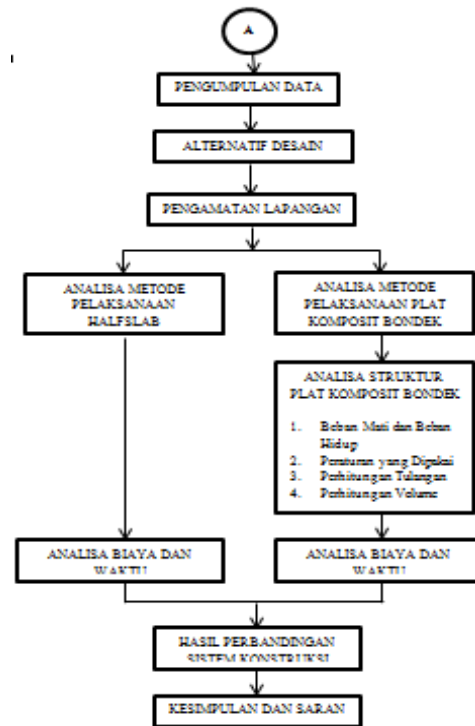 A
PENGUMPULAN DATA
ALTERNATIF DESAIN
PENGAMATAN LAPANGAN
ANALISA METODE
PELAKSANAAN
HALFSLAB
ANALISA METODE
PELAKSANAAN PLAT
KOMPOSIT BONDEK
ANALISA STRUKTUR
PLAT KOMPOSIT BONDEK
1. Beban Mati dan Beban
Hidup
2. Peraturan yang Dipakai
3. Perhitungan Tulangan
4. Perhitungan Volume
ANALISA BIAYA DAN
WAKTU
ANALISA BIAYA DAN
WAKTU
HASIL PERBANDINGAN
SISTEM KONSTRUKSI
KESIMPULAN DAN SARAN